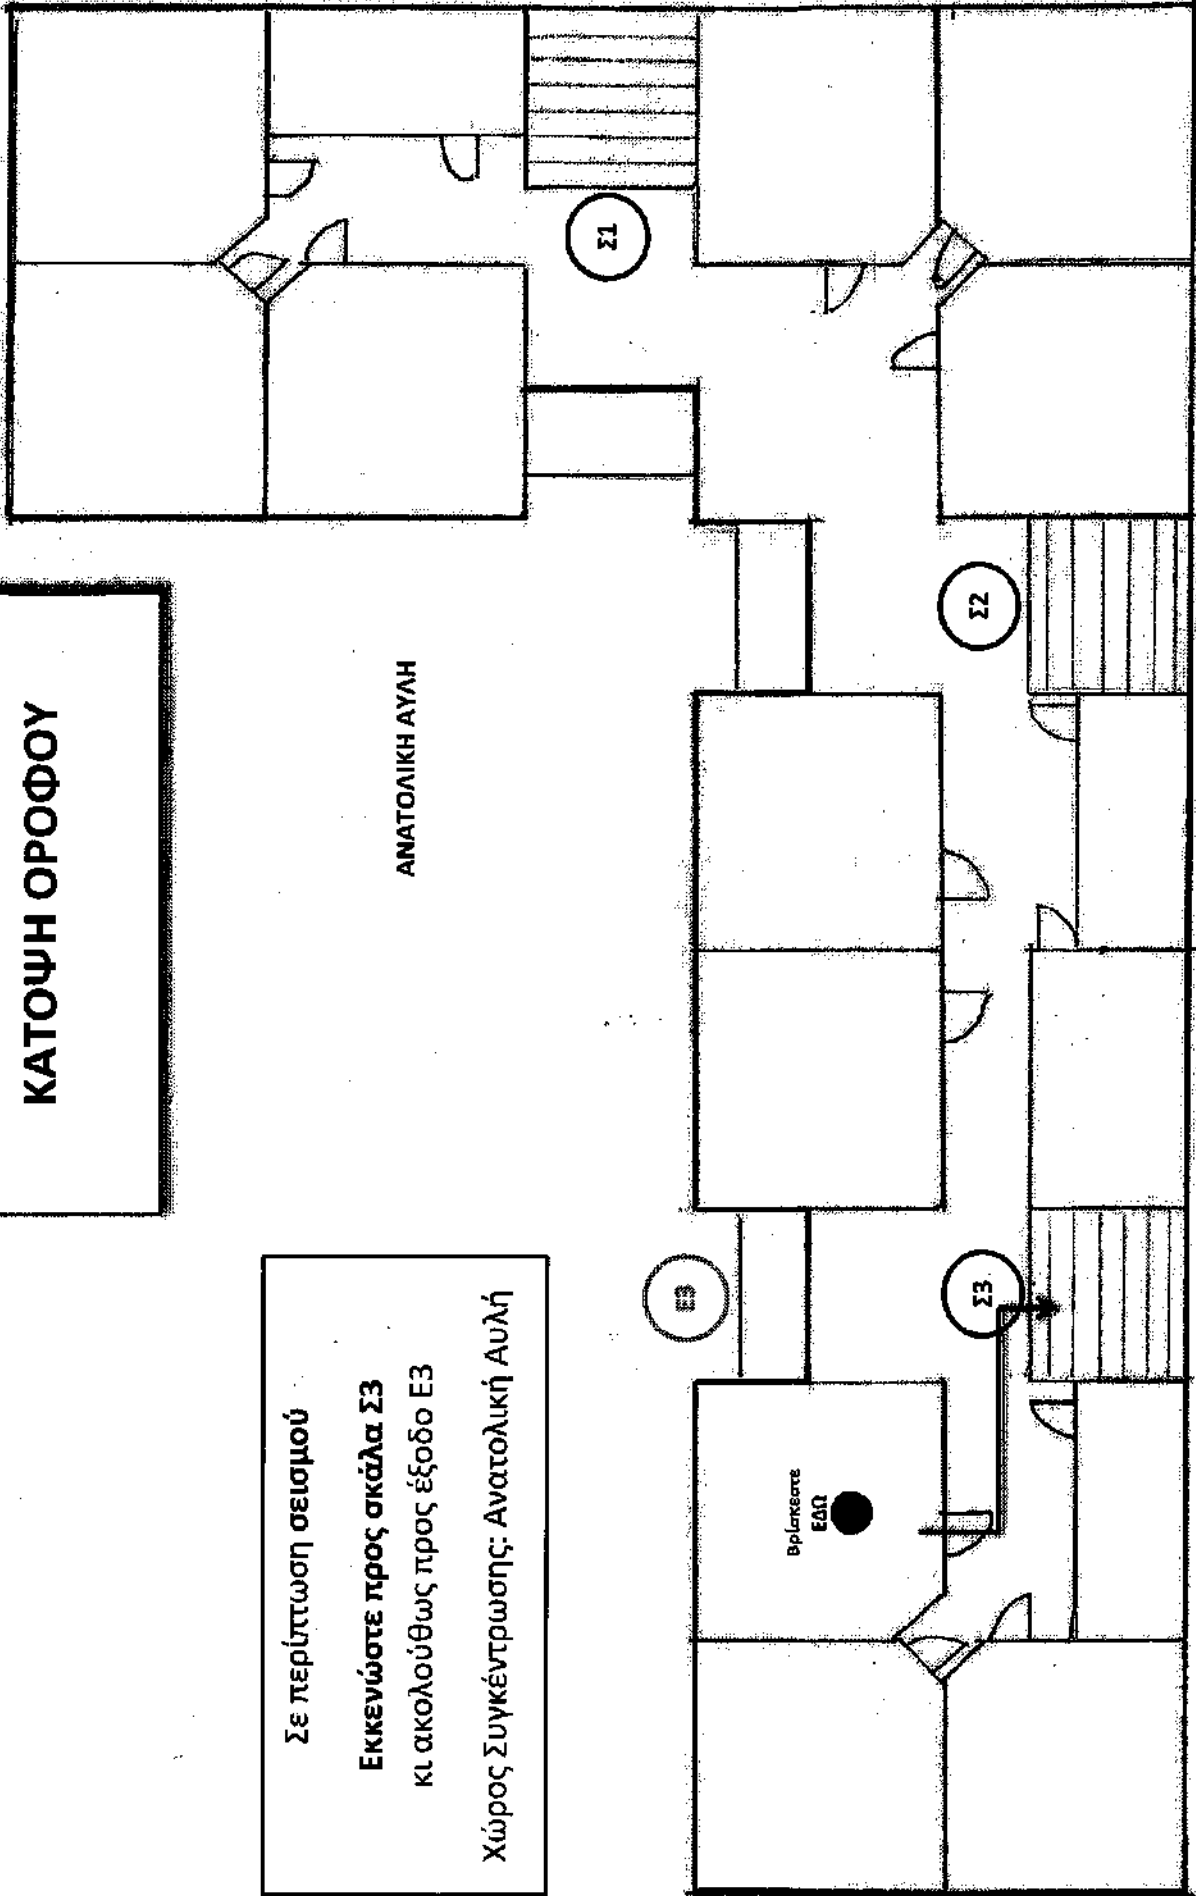 ΚΑΤΟΨΗ ΟΡΟΦΟΥ
ΑΝΑΤΟΛΙΚΗ ΑΥΛΗ
Σε περίπτωση σεισμού
Εκκενώστε προς σκάλα Σ3
κι ακολούθως προς έξοδο Ε3
Χώρος Συγκέντρωσης: Ανατολική Αυλή
Σ1
Σ2
Ε3
Σ3
Βρίσκεστε
ΕΔΩ